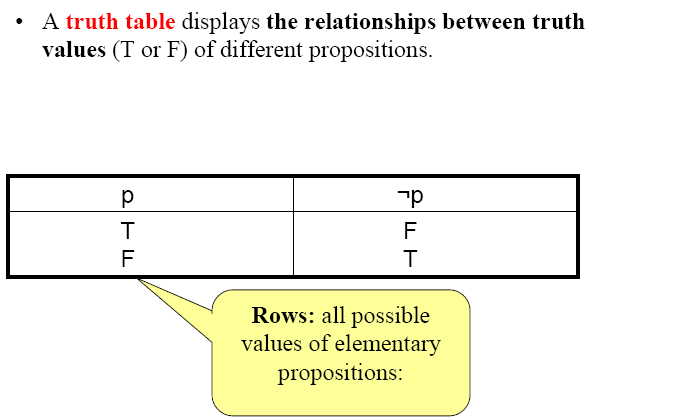 • A truth table displays the relationships between truth
values (T or F) of different propositions.
p ¬p
T F
F T
Rows: all possible
values of elementary
propositions: